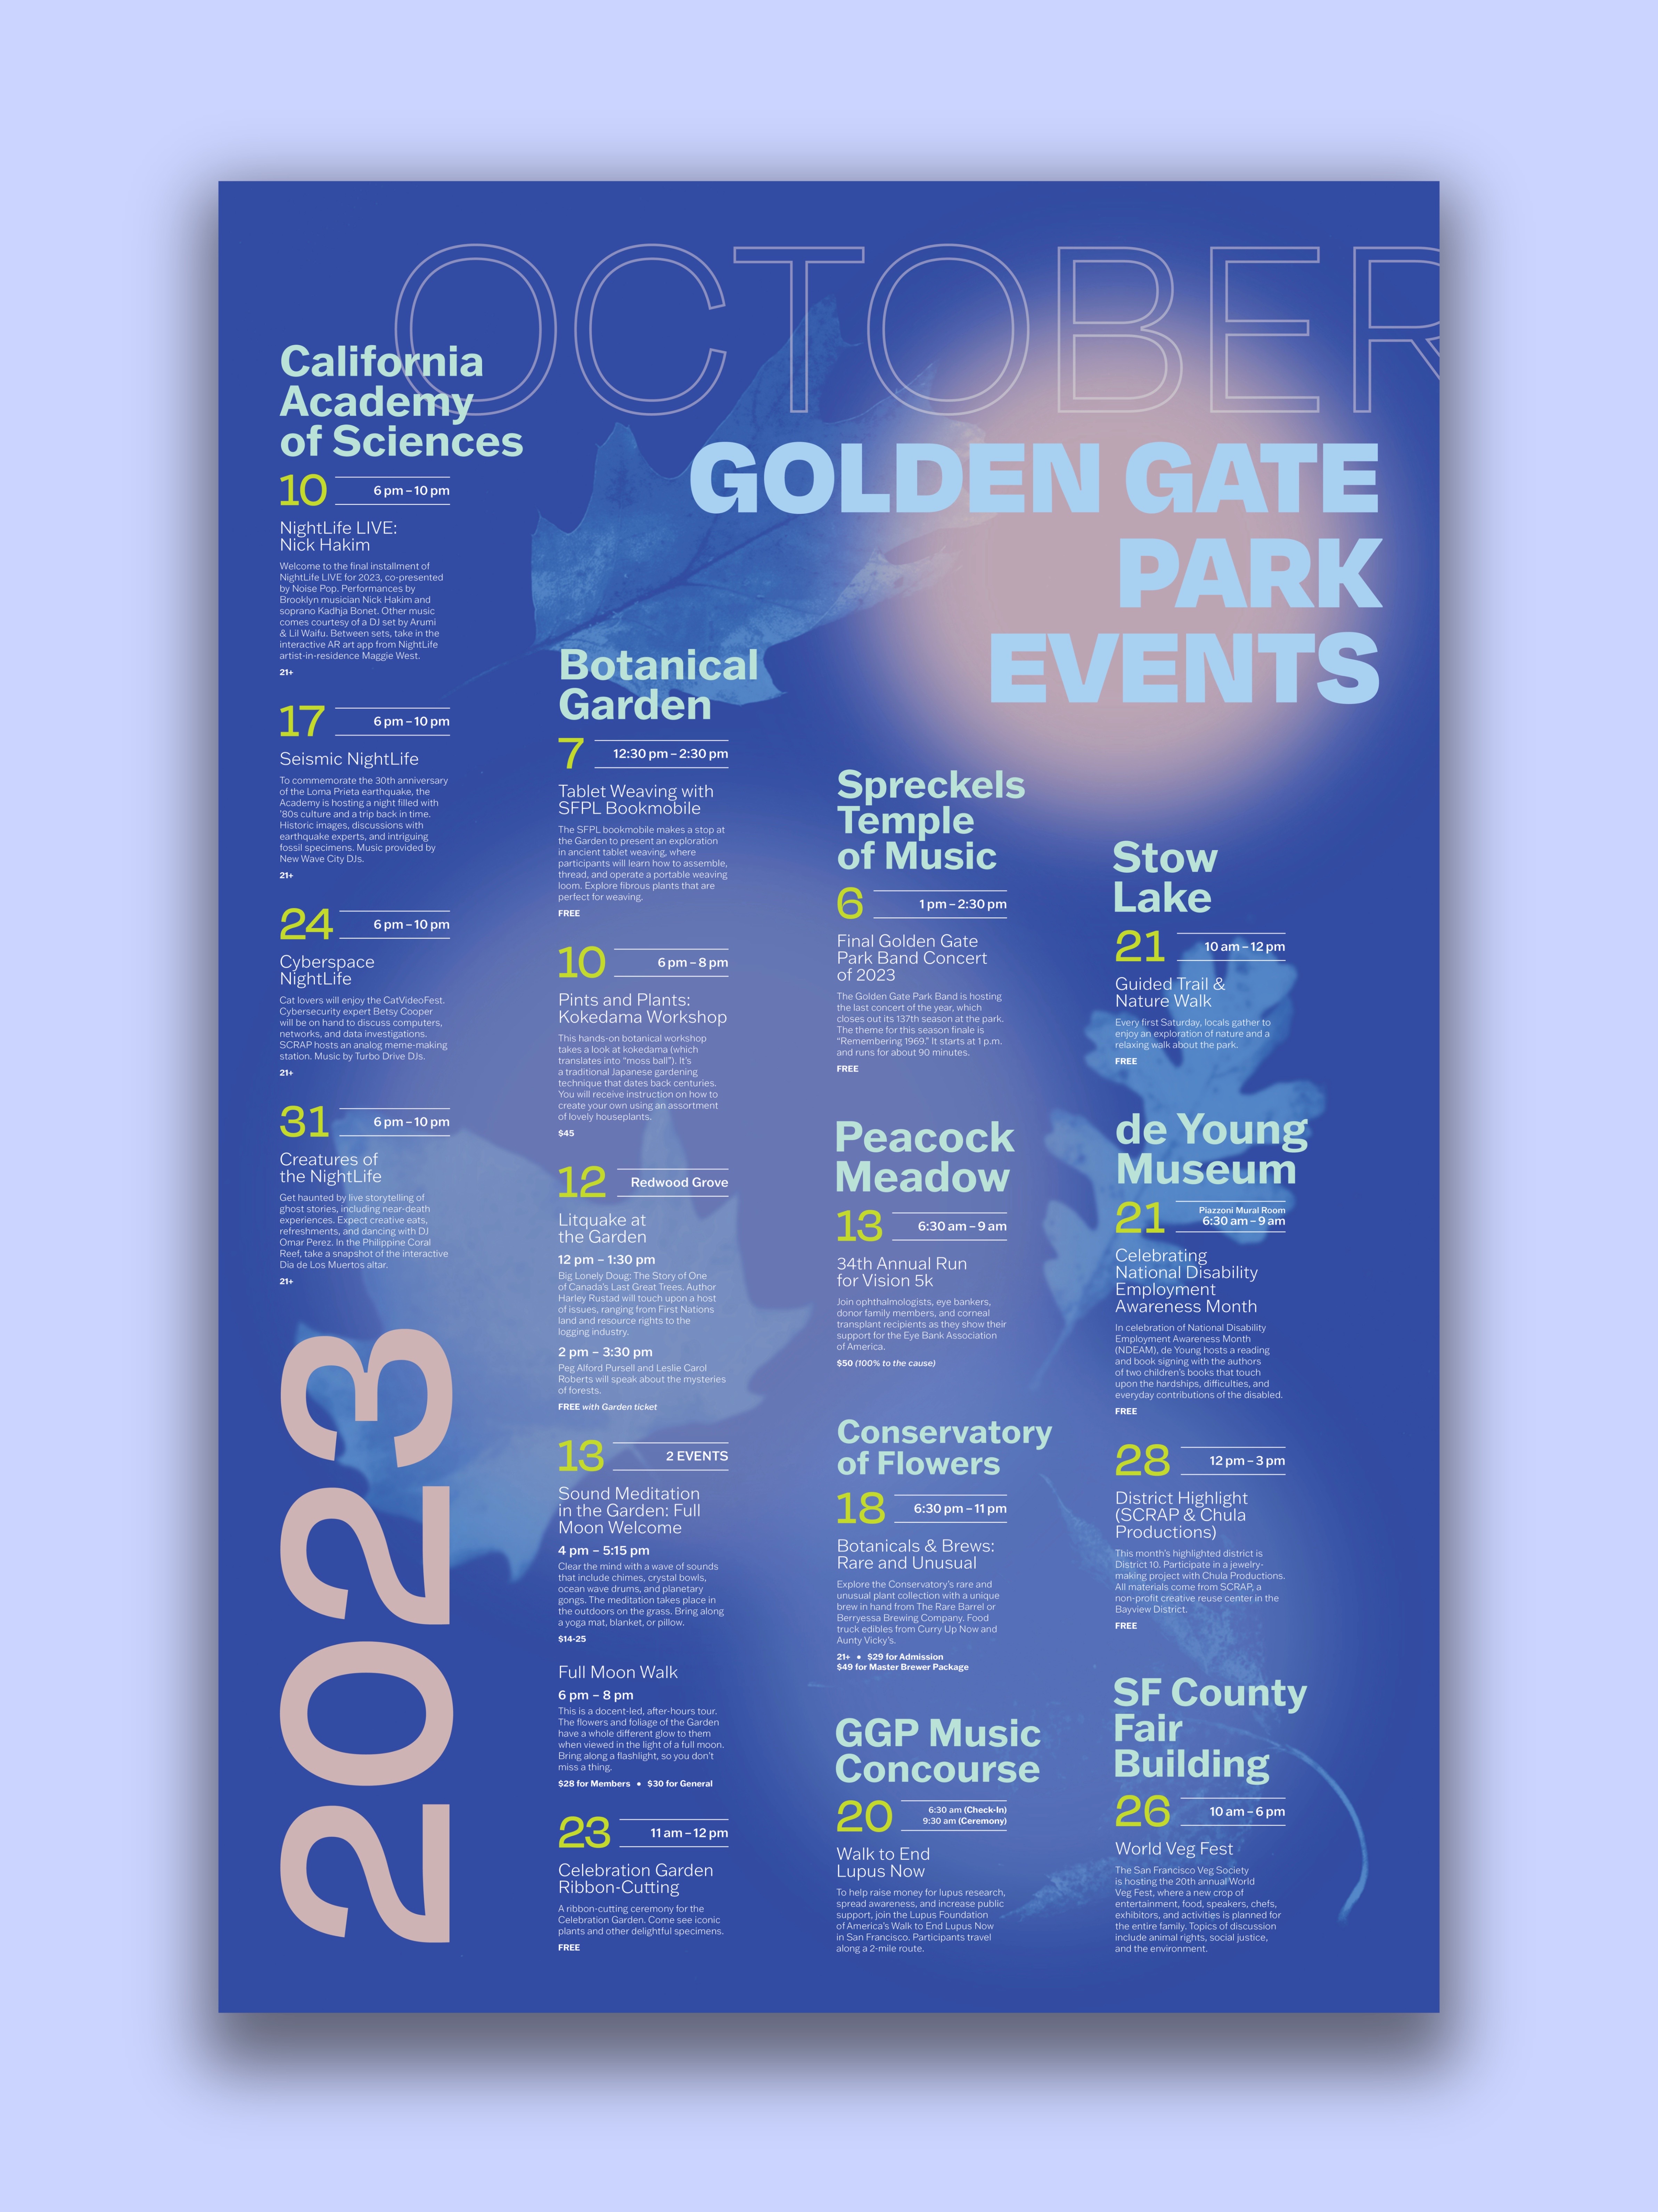 OCTOBER
GOLDEN GATE
PARK
EVENTS
California
Academy
of Sciences
10 6 pm – 10 pm
NightLife LIVE:
Nick Hakim
Welcome to the final installment of
NightLife LIVE for 2023, co-presented
by Noise Pop. Performances by
Brooklyn musician Nick Hakim and
soprano Kadhja Bonet. Other music
comes courtesy of a DJ set by Arumi
& Lil Waifu. Between sets, take in the
interactive AR art app from NightLife
artist-in-residence Maggie West.
21+
17 6 pm – 10 pm
Seismic NightLife
To commemorate the 30th anniversary
of the Loma Prieta earthquake, the
Academy is hosting a night filled with
’80s culture and a trip back in time.
Historic images, discussions with
earthquake experts, and intriguing
fossil specimens. Music provided by
New Wave City DJs.
21+
24 6 pm – 10 pm
Cyberspace
NightLife
Cat lovers will enjoy the CatVideoFest.
Cybersecurity expert Betsy Cooper
will be on hand to discuss computers,
networks, and data investigations.
SCRAP hosts an analog meme-making
station. Music by Turbo Drive DJs.
21+
31 6 pm – 10 pm
Creatures of
the NightLife
Get haunted by live storytelling of
ghost stories, including near-death
experiences. Expect creative eats,
refreshments, and dancing with DJ
Omar Perez. In the Philippine Coral
Reef, take a snapshot of the interactive
Dia de Los Muertos altar.
21+
2023
Botanical
Garden
7 12:30 pm – 2:30 pm
Tablet Weaving with
SFPL Bookmobile
The SFPL bookmobile makes a stop at
the Garden to present an exploration
in ancient tablet weaving, where
participants will learn how to assemble,
thread, and operate a portable weaving
loom. Explore fibrous plants that are
perfect for weaving.
FREE
10 6 pm – 8 pm
Pints and Plants:
Kokedama Workshop
This hands-on botanical workshop
takes a look at kokedama (which
translates into “moss ball”). It’s
a traditional Japanese gardening
technique that dates back centuries.
You will receive instruction on how to
create your own using an assortment
of lovely houseplants.
$45
12 Redwood Grove
Litquake at
the Garden
12 pm – 1:30 pm
Big Lonely Doug: The Story of One
of Canada’s Last Great Trees. Author
Harley Rustad will touch upon a host
of issues, ranging from First Nations
land and resource rights to the
logging industry.
2 pm – 3:30 pm
Peg Alford Pursell and Leslie Carol
Roberts will speak about the mysteries
of forests.
FREE with Garden ticket
13 2 EVENTS
Sound Meditation
in the Garden: Full
Moon Welcome
4 pm – 5:15 pm
Clear the mind with a wave of sounds
that include chimes, crystal bowls,
ocean wave drums, and planetary
gongs. The meditation takes place in
the outdoors on the grass. Bring along
a yoga mat, blanket, or pillow.
$14-25
Full Moon Walk
6 pm – 8 pm
This is a docent-led, after-hours tour.
The flowers and foliage of the Garden
have a whole different glow to them
when viewed in the light of a full moon.
Bring along a flashlight, so you don’t
miss a thing.
$28 for Members • $30 for General
23 11 am – 12 pm
Celebration Garden
Ribbon-Cutting
A ribbon-cutting ceremony for the
Celebration Garden. Come see iconic
plants and other delightful specimens.
FREE
Spreckels
Temple
of Music
6 1 pm – 2:30 pm
Final Golden Gate
Park Band Concert
of 2023
The Golden Gate Park Band is hosting
the last concert of the year, which
closes out its 137th season at the park.
The theme for this season finale is
“Remembering 1969.” It starts at 1 p.m.
and runs for about 90 minutes.
FREE
Peacock
Meadow
13 6:30 am – 9 am
34th Annual Run
for Vision 5k
Join ophthalmologists, eye bankers,
donor family members, and corneal
transplant recipients as they show their
support for the Eye Bank Association
of America.
$50 (100% to the cause)
Conservatory
of Flowers
18 6:30 pm – 11 pm
Botanicals & Brews:
Rare and Unusual
Explore the Conservatory’s rare and
unusual plant collection with a unique
brew in hand from The Rare Barrel or
Berryessa Brewing Company. Food
truck edibles from Curry Up Now and
Aunty Vicky’s.
21+ • $29 for Admission
$49 for Master Brewer Package
GGP Music
Concourse
20 6:30 am (Check-In)
9:30 am (Ceremony)
Walk to End
Lupus Now
To help raise money for lupus research,
spread awareness, and increase public
support, join the Lupus Foundation
of America’s Walk to End Lupus Now
in San Francisco. Participants travel
along a 2-mile route.
Stow
Lake
21 10 am – 12 pm
Guided Trail &
Nature Walk
Every first Saturday, locals gather to
enjoy an exploration of nature and a
relaxing walk about the park.
FREE
de Young
Museum
21 Piazzoni Mural Room
6:30 am – 9 am
Celebrating
National Disability
Employment
Awareness Month
In celebration of National Disability
Employment Awareness Month
(NDEAM), de Young hosts a reading
and book signing with the authors
of two children’s books that touch
upon the hardships, difficulties, and
everyday contributions of the disabled.
FREE
28 12 pm – 3 pm
District Highlight
(SCRAP & Chula
Productions)
This month’s highlighted district is
District 10. Participate in a jewelry-
making project with Chula Productions.
All materials come from SCRAP, a
non-profit creative reuse center in the
Bayview District.
FREE
SF County
Fair
Building
26 10 am – 6 pm
World Veg Fest
The San Francisco Veg Society
is hosting the 20th annual World
Veg Fest, where a new crop of
entertainment, food, speakers, chefs,
exhibitors, and activities is planned for
the entire family. Topics of discussion
include animal rights, social justice,
and the environment.